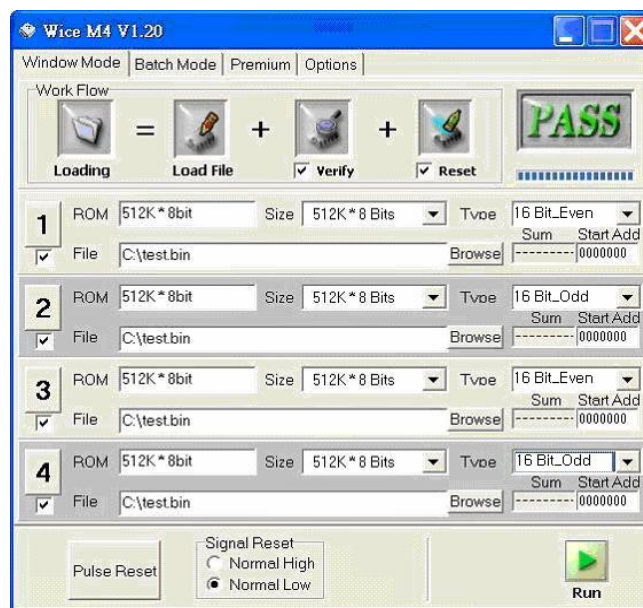 Wice M4 V1.20
Window Mode Batch Mode Premium Options
Work Flow
= + +
PASS
Loading Load File Verify Reset
1 ROM 512K*8bit Size 512K*8 Bits Type 16 Bit_Even
Sum Start Add
File C:\test.bin Browse --------- 0000000
2 ROM 512K*8bit Size 512K*8 Bits Type 16 Bit_Odd
Sum Start Add
File C:\test.bin Browse --------- 0000000
3 ROM 512K*8bit Size 512K*8 Bits Type 16 Bit_Even
Sum Start Add
File C:\test.bin Browse --------- 0000000
4 ROM 512K*8bit Size 512K*8 Bits Type 16 Bit_Odd
Sum Start Add
File C:\test.bin Browse --------- 0000000
Signal Reset
Pulse Reset
Normal High
Normal Low
Run